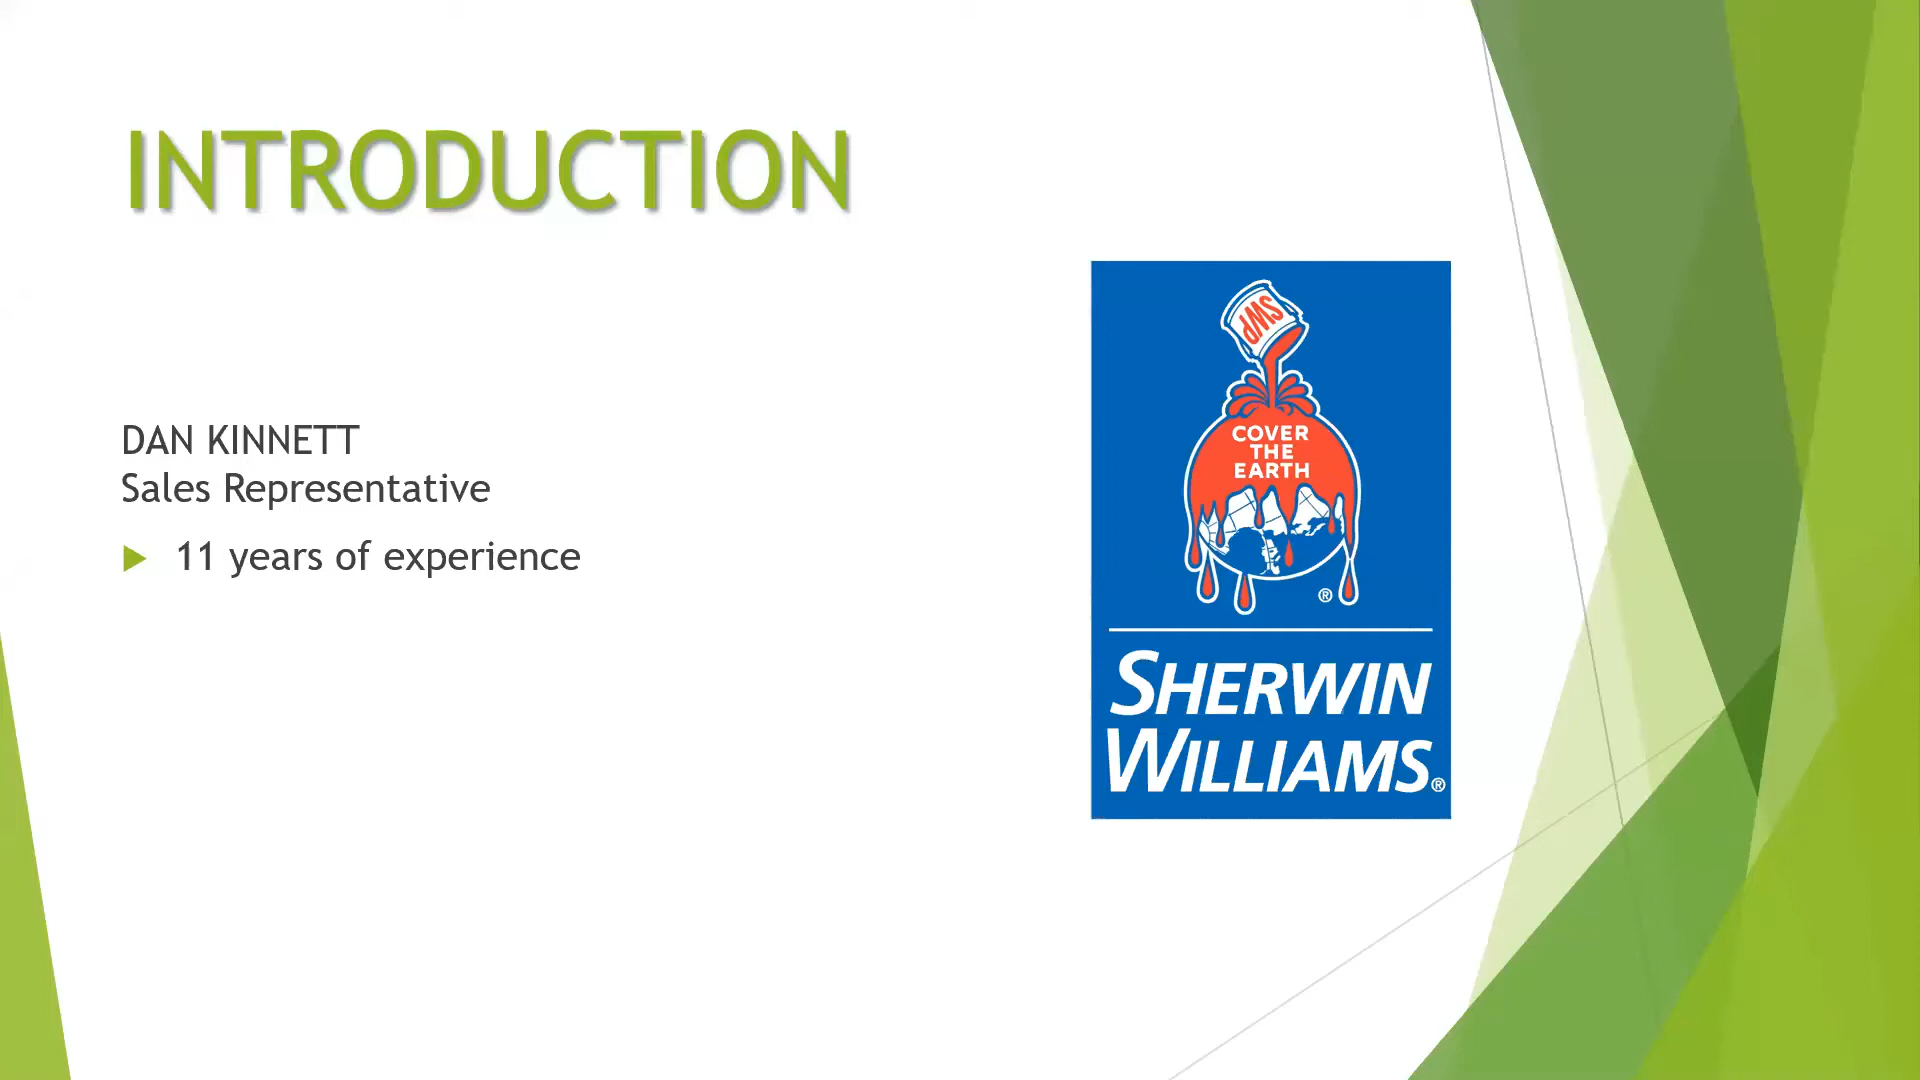 INTRODUCTION
DAN KINNETT
Sales Representative
11 years of experience
SWP
COVER
THE
EARTH
®
SHERWIN
WILLIAMS®